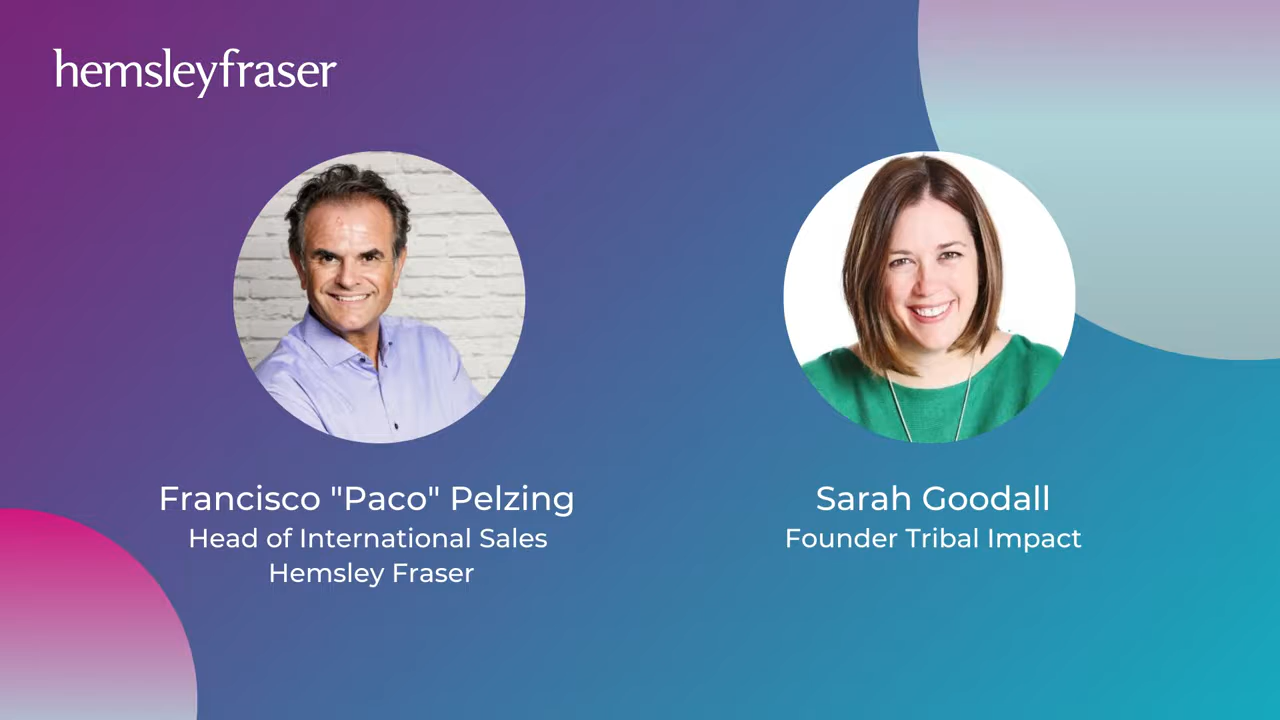 hemsleyfraser
Francisco "Paco" Pelzing
Head of International Sales
Hemsley Fraser
Sarah Goodall
Founder Tribal Impact